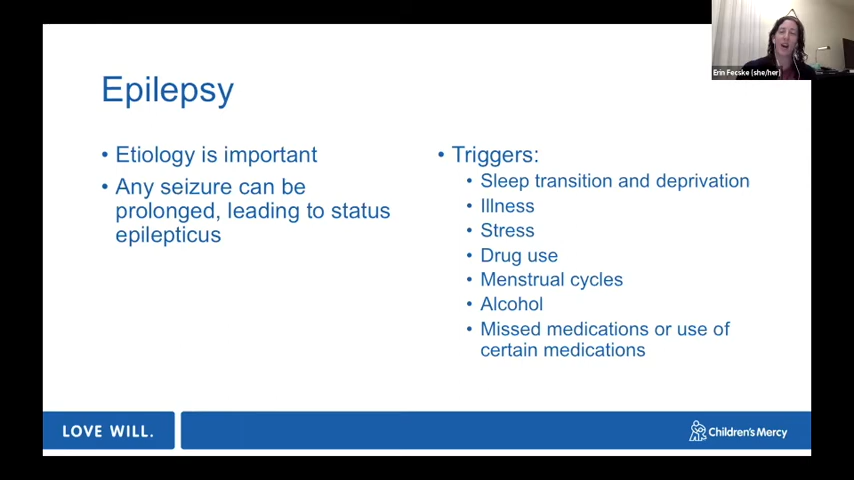 Erin Fecske (she/her)
Epilepsy
• Etiology is important
• Any seizure can be
prolonged, leading to status
epilepticus
• Triggers:
• Sleep transition and deprivation
• Illness
• Stress
• Drug use
• Menstrual cycles
• Alcohol
• Missed medications or use of
certain medications
LOVE WILL.
Children's Mercy